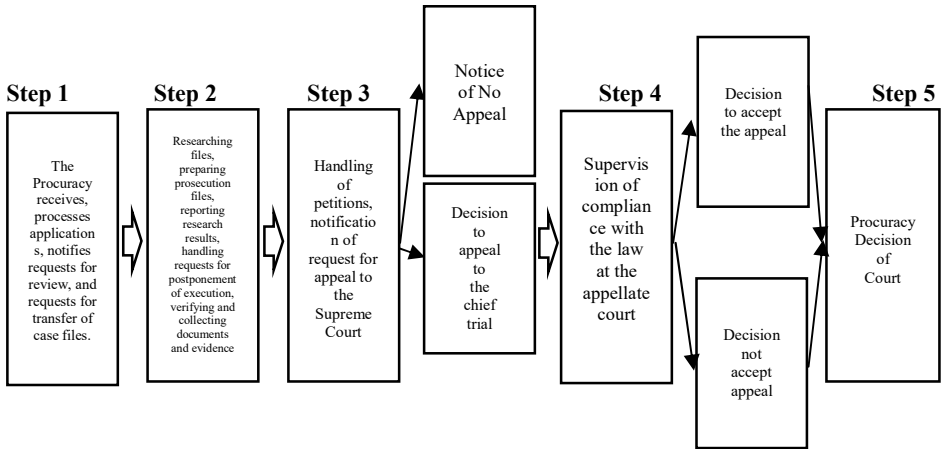 Step 1
The
Procuracy
receives,
processes
application
s, notifies
requests for
review, and
requests for
transfer of
case files.
Step 2
Researching
files,
preparing
prosecution
files,
reporting
research
results,
handling
requests for
postponement
of execution,
verifying and
collecting
documents
and evidence
Step 3
Handling
of
petitions,
notificatio
n of
request for
appeal to
the
Supreme
Court
Notice
of No
Appeal
Decision
to
appeal
to the
chief
trial
Step 4
Supervis
ion of
complian
ce with
the law
at the
appellate
court
Decision
to accept
the appeal
Decision
not
accept
appeal
Step 5
Procuracy
Decision
of
Court